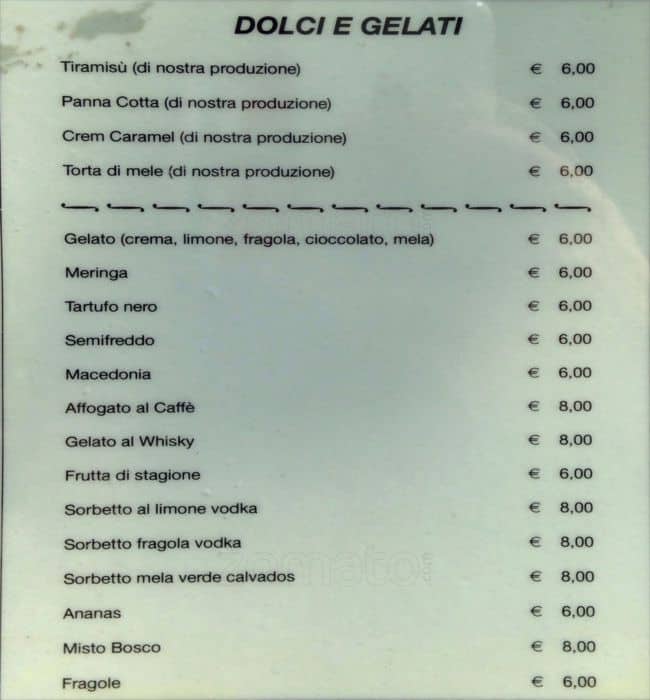 DOLCI E GELATI
Tiramisù (di nostra produzione) € 6,00
Panna Cotta (di nostra produzione) € 6,00
Crem Caramel (di nostra produzione) € 6,00
Torta di mele (di nostra produzione) € 6,00
Gelato (crema, limone, fragola, cioccolato, mela) € 6,00
Meringa € 6,00
Tartufo nero € 6,00
Semifreddo € 6,00
Macedonia € 6,00
Affogato al Caffè € 8,00
Gelato al Whisky € 8,00
Frutta di stagione € 6,00
Sorbetto al limone vodka € 8,00
Sorbetto fragola vodka € 8,00
zomato
Sorbetto mela verde calvados € 8,00
Ananas € 6,00
Misto Bosco € 8,00
Fragole € 6,00